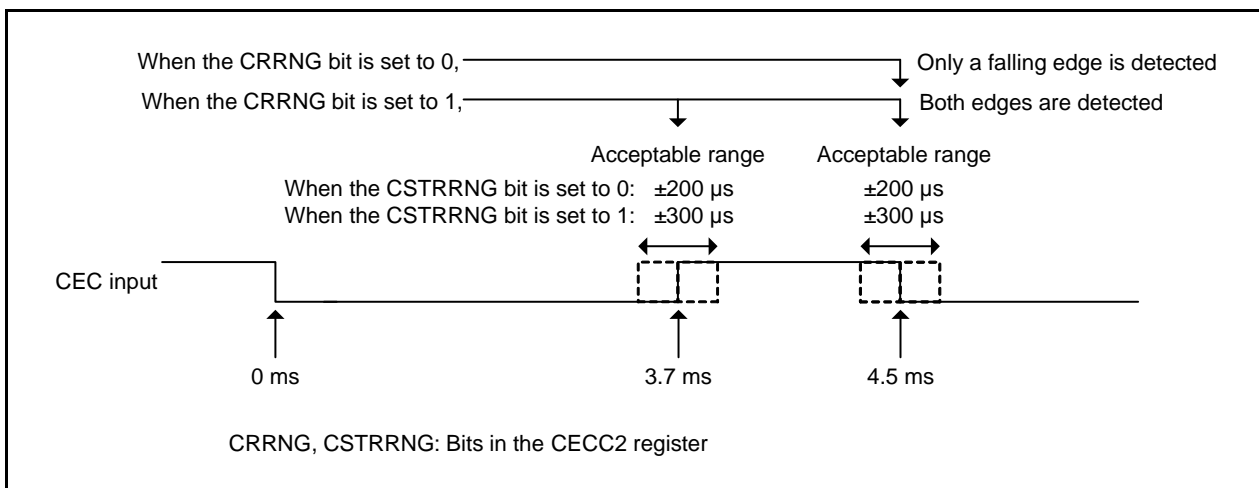 When the CRRNG bit is set to 0, Only a falling edge is detected
When the CRRNG bit is set to 1, Both edges are detected
Acceptable range Acceptable range
When the CSTRRNG bit is set to 0: ±200 µs ±200 µs
When the CSTRRNG bit is set to 1: ±300 µs ±300 µs
CEC input
0 ms 3.7 ms 4.5 ms
CRRNG, CSTRRNG: Bits in the CECC2 register